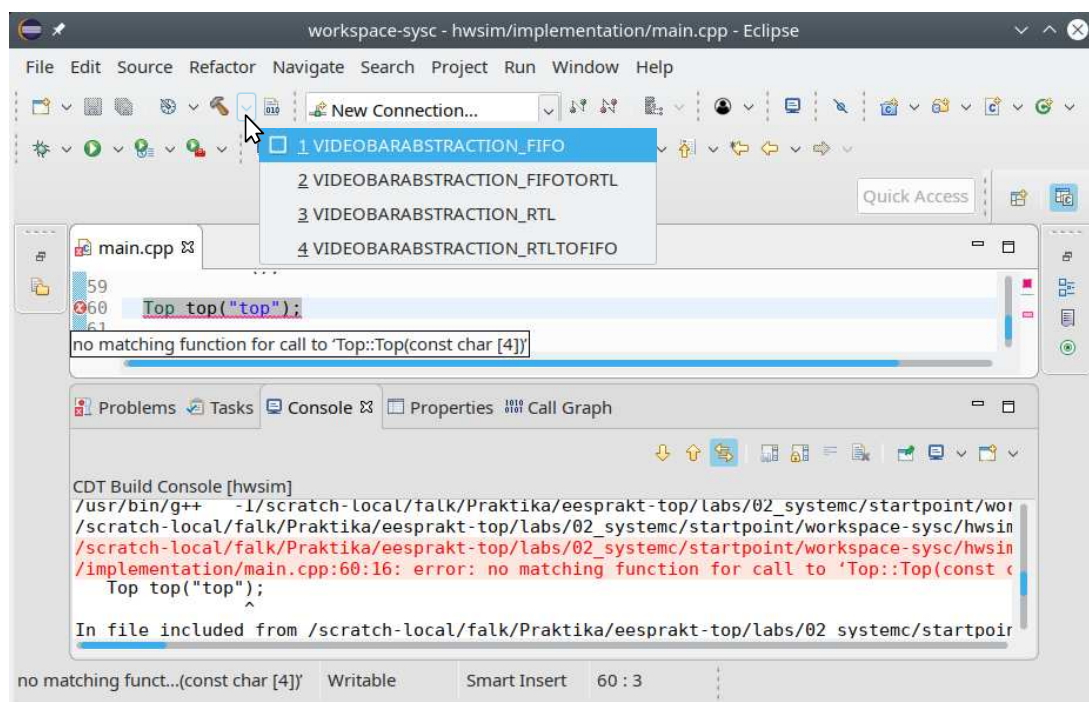 workspace-sysc - hwsim/implementation/main.cpp - Eclipse
File Edit Source Refactor Navigate Search Project Run Window Help
010
New Connection...
1 VIDEOBARABSTRACTION_FIFO
2 VIDEOBARABSTRACTION_FIFOTORTL
3 VIDEOBARABSTRACTION_RTL
4 VIDEOBARABSTRACTION_RTLTOFIFO
Quick Access
main.cpp
59
60 Top top("top");
61
no matching function for call to ‘Top::Top(const char [4])’
Problems Tasks Console Properties Call Graph
CDT Build Console [hwsim]
/usr/bin/g++ -I/scratch-local/falk/Praktika/eesprakt-top/labs/02_systemc/startpoint/wor
/scratch-local/falk/Praktika/eesprakt-top/labs/02_systemc/startpoint/workspace-sysc/hwsim
/scratch-local/falk/Praktika/eesprakt-top/labs/02_systemc/startpoint/workspace-sysc/hwsim
/implementation/main.cpp:60:16: error: no matching function for call to ‘Top::Top(const c
Top top("top");
^
In file included from /scratch-local/falk/Praktika/eesprakt-top/labs/02_systemc/startpoin
no matching funct...(const char [4])’ Writable Smart Insert 60 : 3